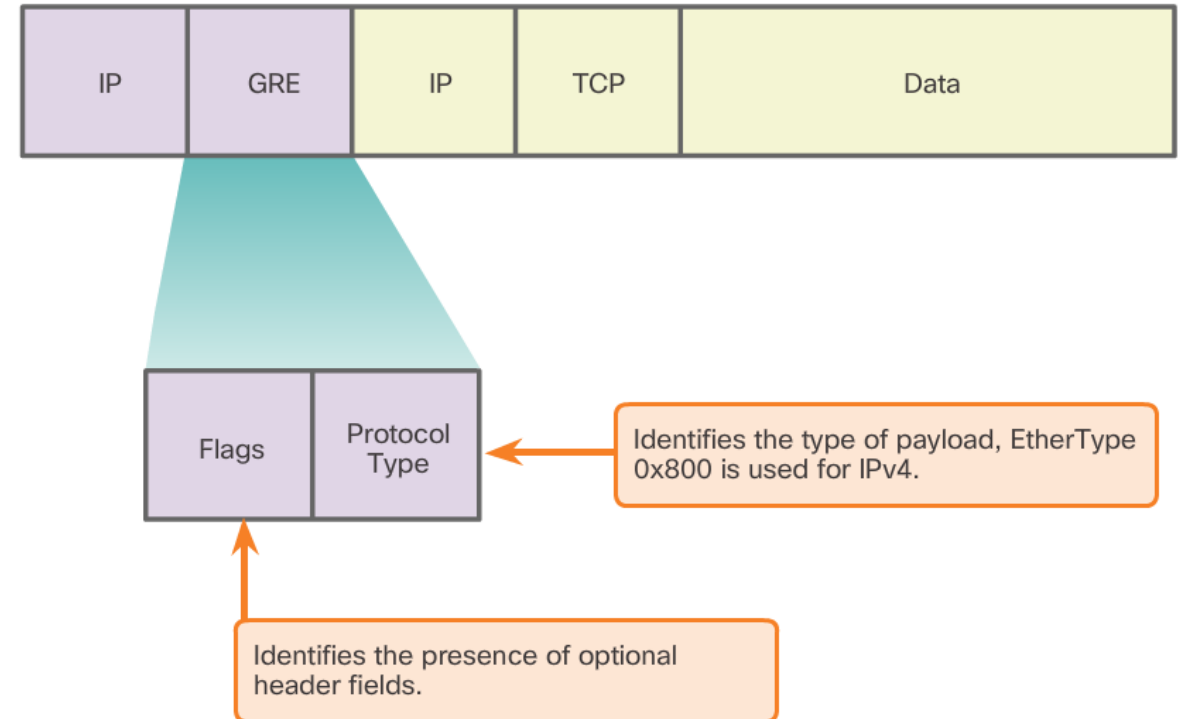 IP GRE IP TCP Data
Flags
Protocol
Type
Identifies the type of payload, EtherType
0x800 is used for IPv4.
Identifies the presence of optional
header fields.